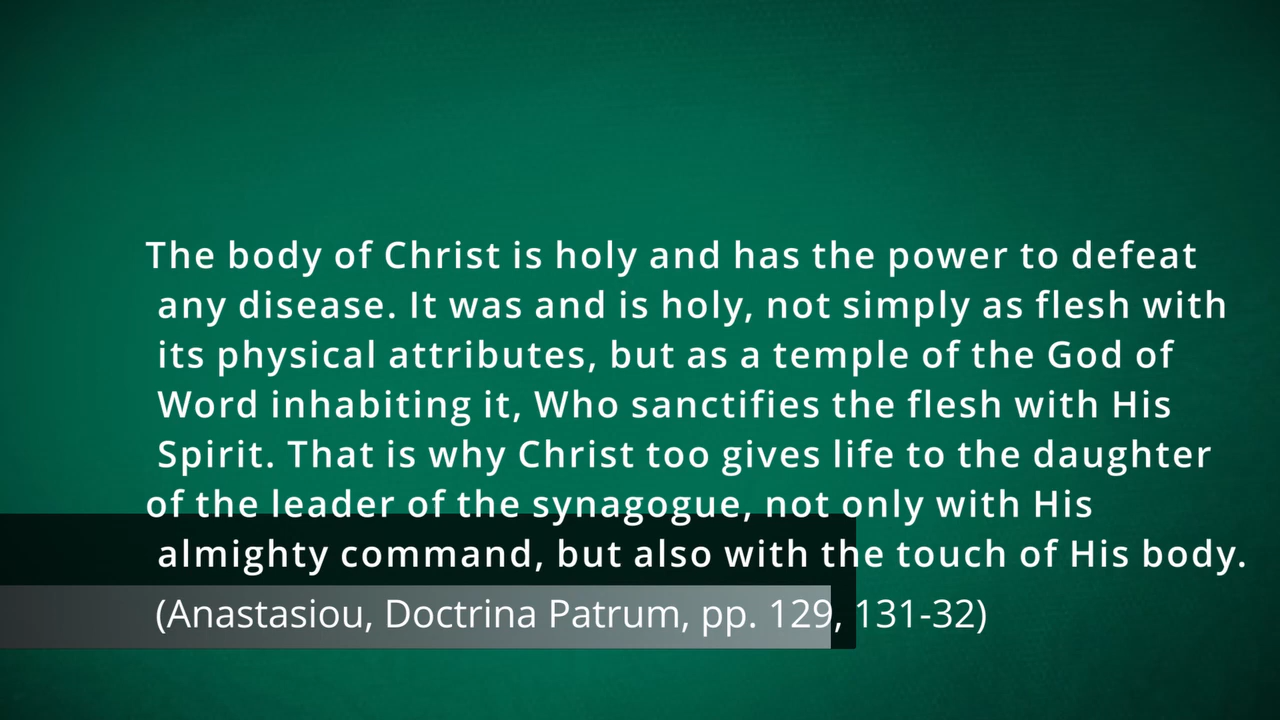 The body of Christ is holy and has the power to defeat
any disease. It was and is holy, not simply as flesh with
its physical attributes, but as a temple of the God of
Word inhabiting it, Who sanctifies the flesh with His
Spirit. That is why Christ too gives life to the daughter
of the leader of the synagogue, not only with His
almighty command, but also with the touch of His body.
(Anastasiou, Doctrina Patrum, pp. 129, 131-32)